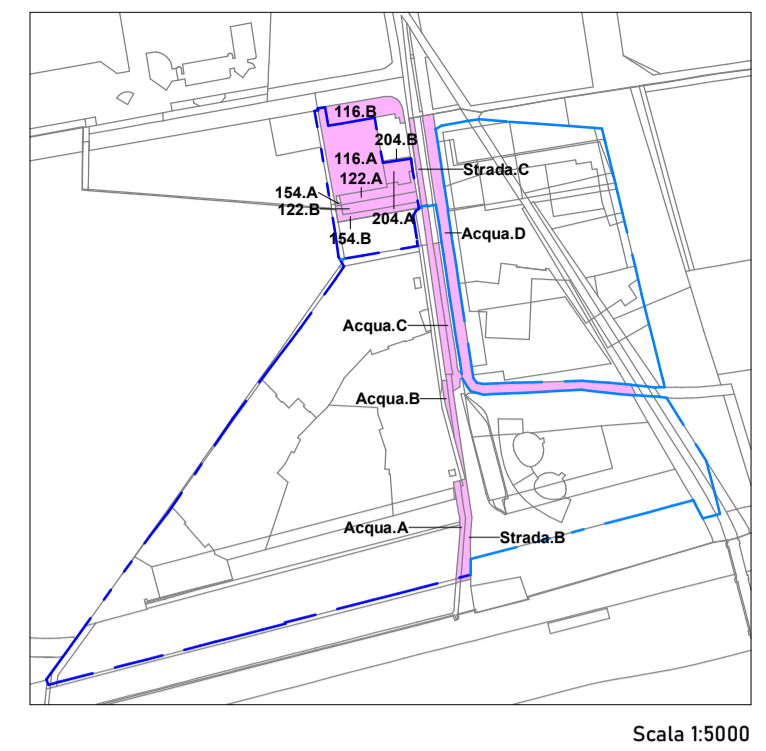 116.B
204.B
116.A
Strada.C
122.A
154.A
122.B
204.A
154.B
Acqua.D
Acqua.C
Acqua.B
Acqua.A
Strada.B
Scala 1:5000